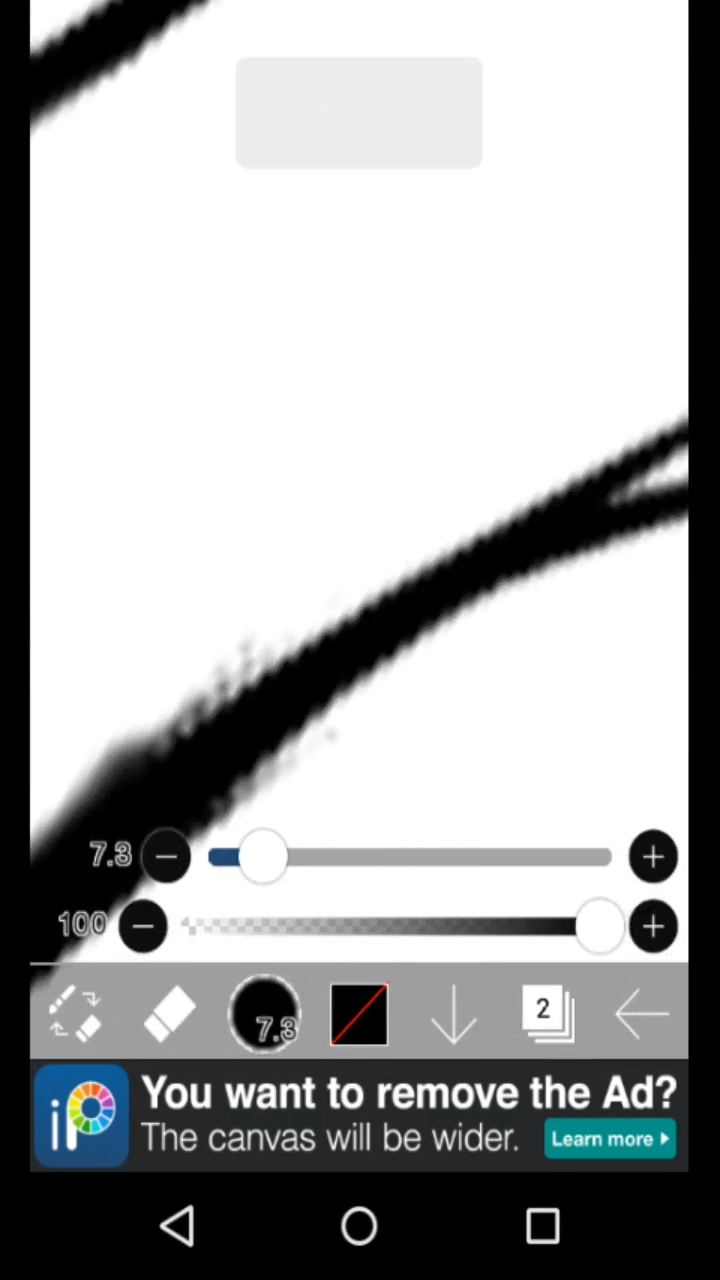 7.3
100
7.3
2
iP
You want to remove the Ad?
The canvas will be wider.
Learn more